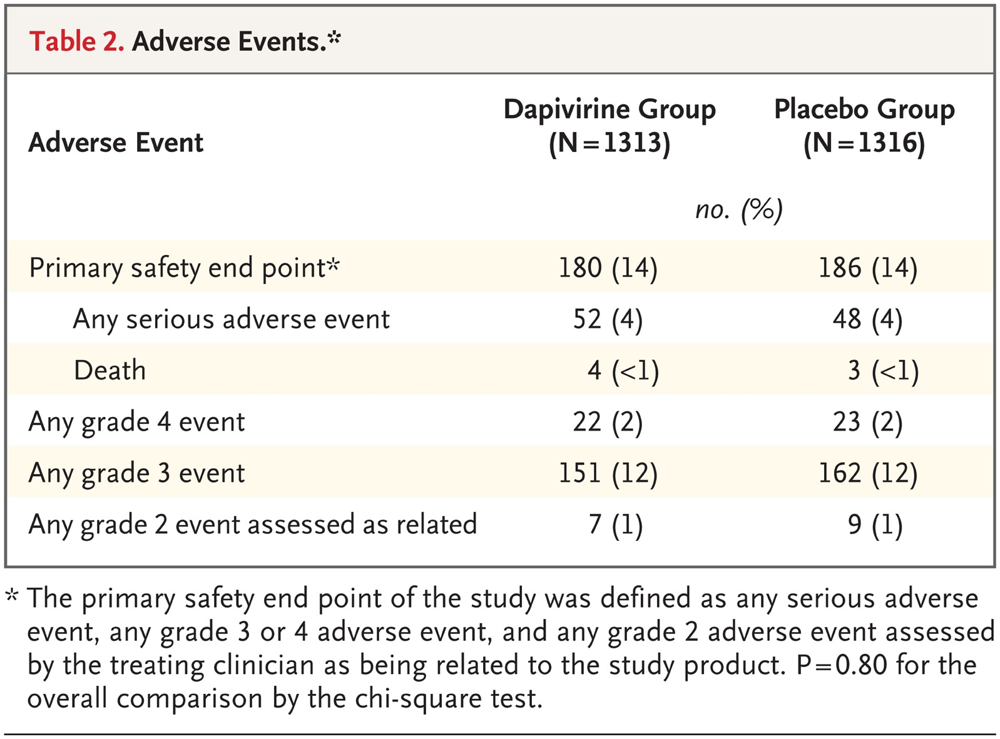 Table 2. Adverse Events.*
Adverse Event
Dapivirine Group
(N=1313)
Placebo Group
(N=1316)
no. (%)
Primary safety end point* 180 (14) 186 (14)
Any serious adverse event 52 (4) 48 (4)
Death 4 (<1) 3 (<1)
Any grade 4 event 22 (2) 23 (2)
Any grade 3 event 151 (12) 162 (12)
Any grade 2 event assessed as related 7 (1) 9 (1)
* The primary safety end point of the study was defined as any serious adverse
event, any grade 3 or 4 adverse event, and any grade 2 adverse event assessed
by the treating clinician as being related to the study product. P=0.80 for the
overall comparison by the chi-square test.